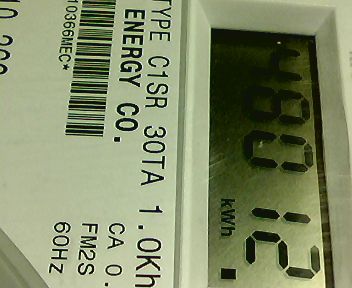 48012
kWh
TYPE C1SR 30TA 1.0Kh
ENERGY CO.
CA 0.
FM2S
10366MEC*
60Hz